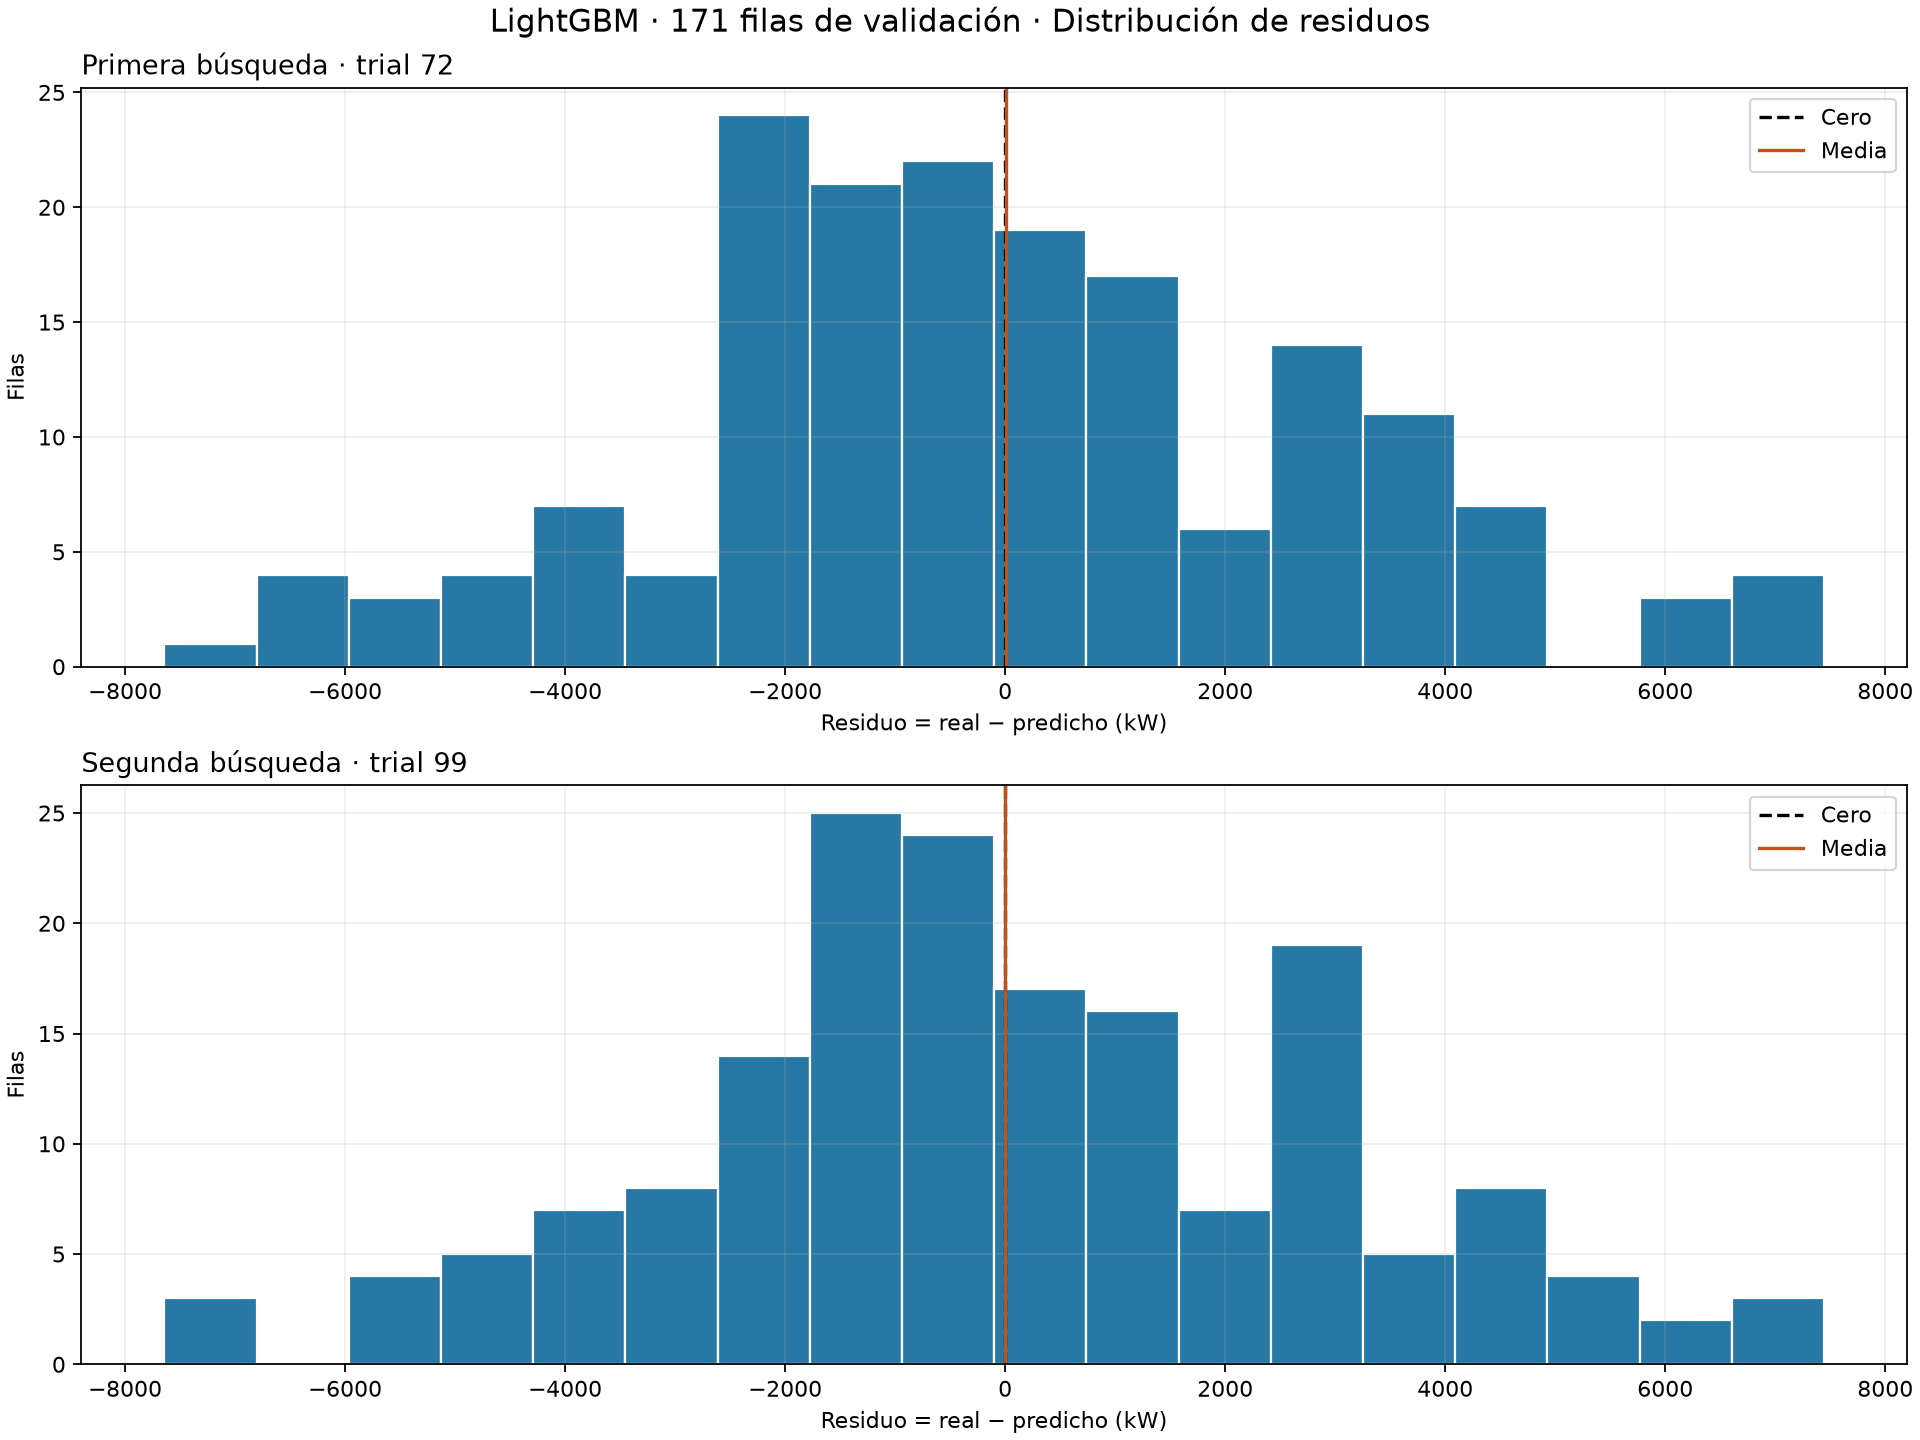 LightGBM · 171 filas de validación · Distribución de residuos
Primera búsqueda · trial 72
25
20
15
10
5
0
Filas
Cero
Media
−8000 −6000 −4000 −2000 0 2000 4000 6000 8000
Residuo = real − predicho (kW)
Segunda búsqueda · trial 99
25
20
15
10
5
0
Filas
Cero
Media
−8000 −6000 −4000 −2000 0 2000 4000 6000 8000
Residuo = real − predicho (kW)